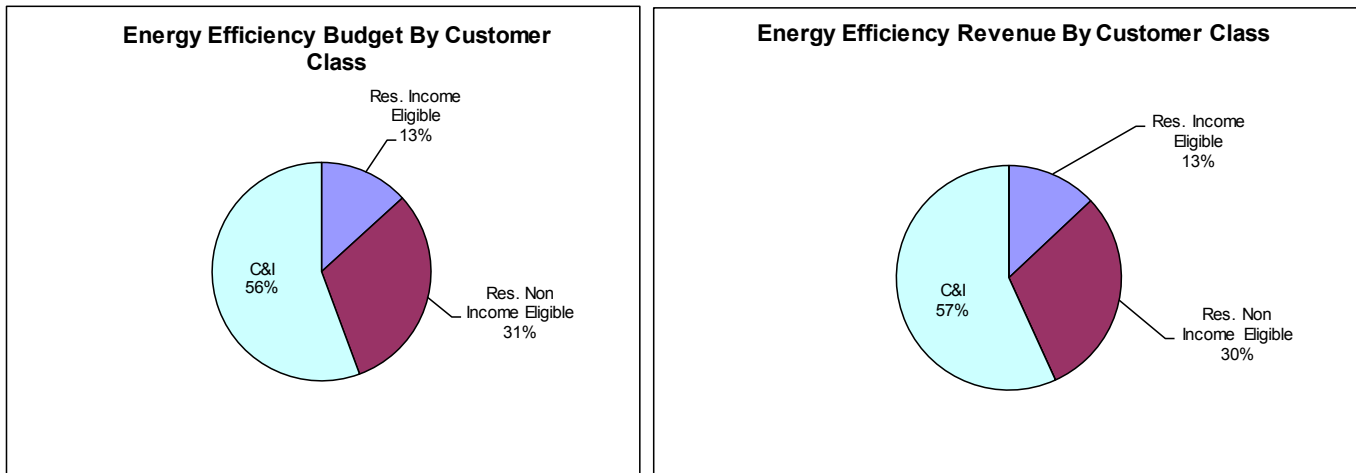 Energy Efficiency Budget By Customer
Class
Res. Income
Eligible
13%
C&I
56%
Res. Non
Income Eligible
31%
Energy Efficiency Revenue By Customer Class
Res. Income
Eligible
13%
C&I
57%
Res. Non
Income Eligible
30%